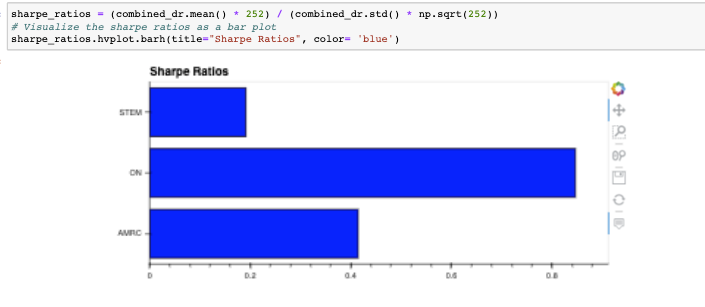 sharpe_ratios = (combined_dr.mean() * 252) / (combined_dr.std() * np.sqrt(252))
# Visualize the sharpe ratios as a bar plot
sharpe_ratios.hvplot.barh(title="Sharpe Ratios", color= 'blue')
Sharpe Ratios
STEM
ON
AMRC
0 0.2 0.4 0.6 0.8